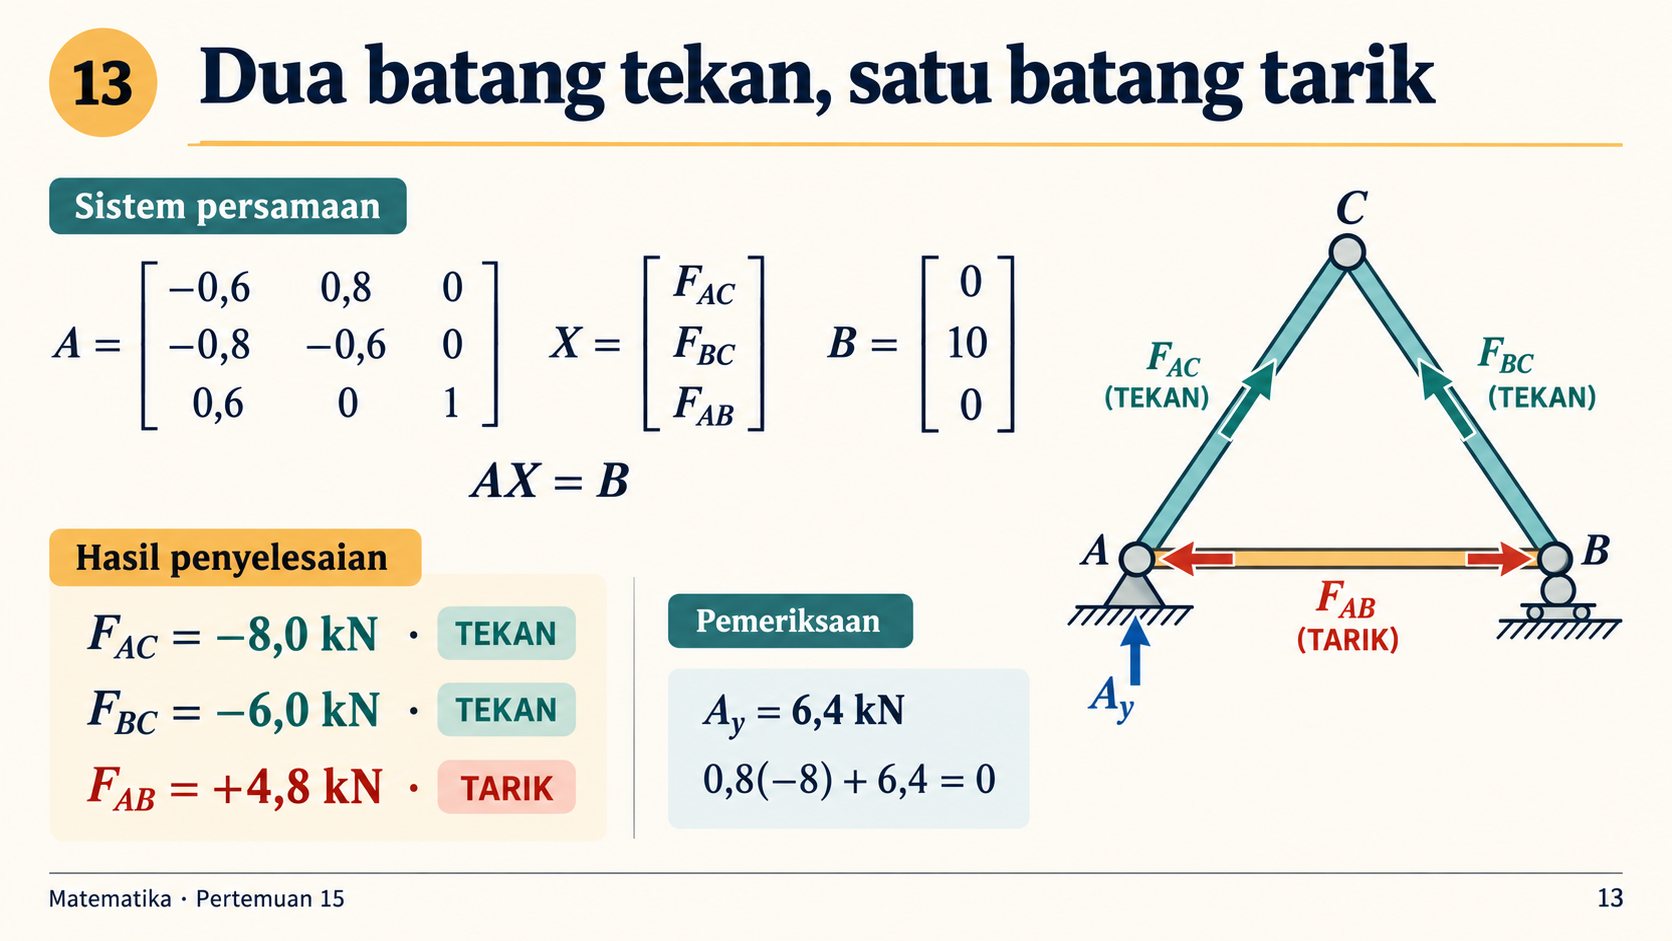 13
Dua batang tekan, satu batang tarik
Sistem persamaan
A = [ −0,6 0,8 0
−0,8 −0,6 0
0,6 0 1 ]
X = [ F_AC
F_BC
F_AB ]
B = [ 0
10
0 ]
AX = B
Hasil penyelesaian
F_AC = −8,0 kN · TEKAN
F_BC = −6,0 kN · TEKAN
F_AB = +4,8 kN · TARIK
Pemeriksaan
A_y = 6,4 kN
0,8(−8) + 6,4 = 0
C
F_AC
(TEKAN)
F_BC
(TEKAN)
A
B
F_AB
(TARIK)
A_y
Matematika · Pertemuan 15
13